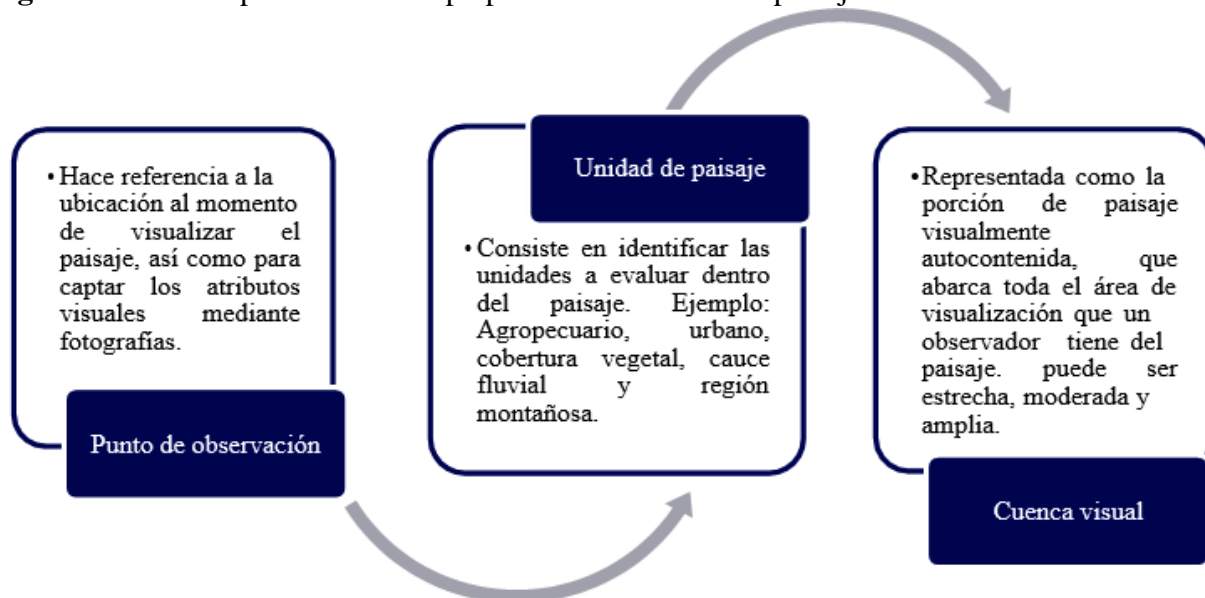 • Hace referencia a la
ubicación al momento
de visualizar el
paisaje, así como para
captar los atributos
visuales mediante
fotografías.
Punto de observación
Unidad de paisaje
• Consiste en identificar las
unidades a evaluar dentro
del paisaje. Ejemplo:
Agropecuario, urbano,
cobertura vegetal, cauce
fluvial y región
montañosa.
• Representada como la
porción de paisaje
visualmente
autocontenida, que
abarca toda el área de
visualización que un
observador tiene del
paisaje. puede ser
estrecha, moderada y
amplia.
Cuenca visual